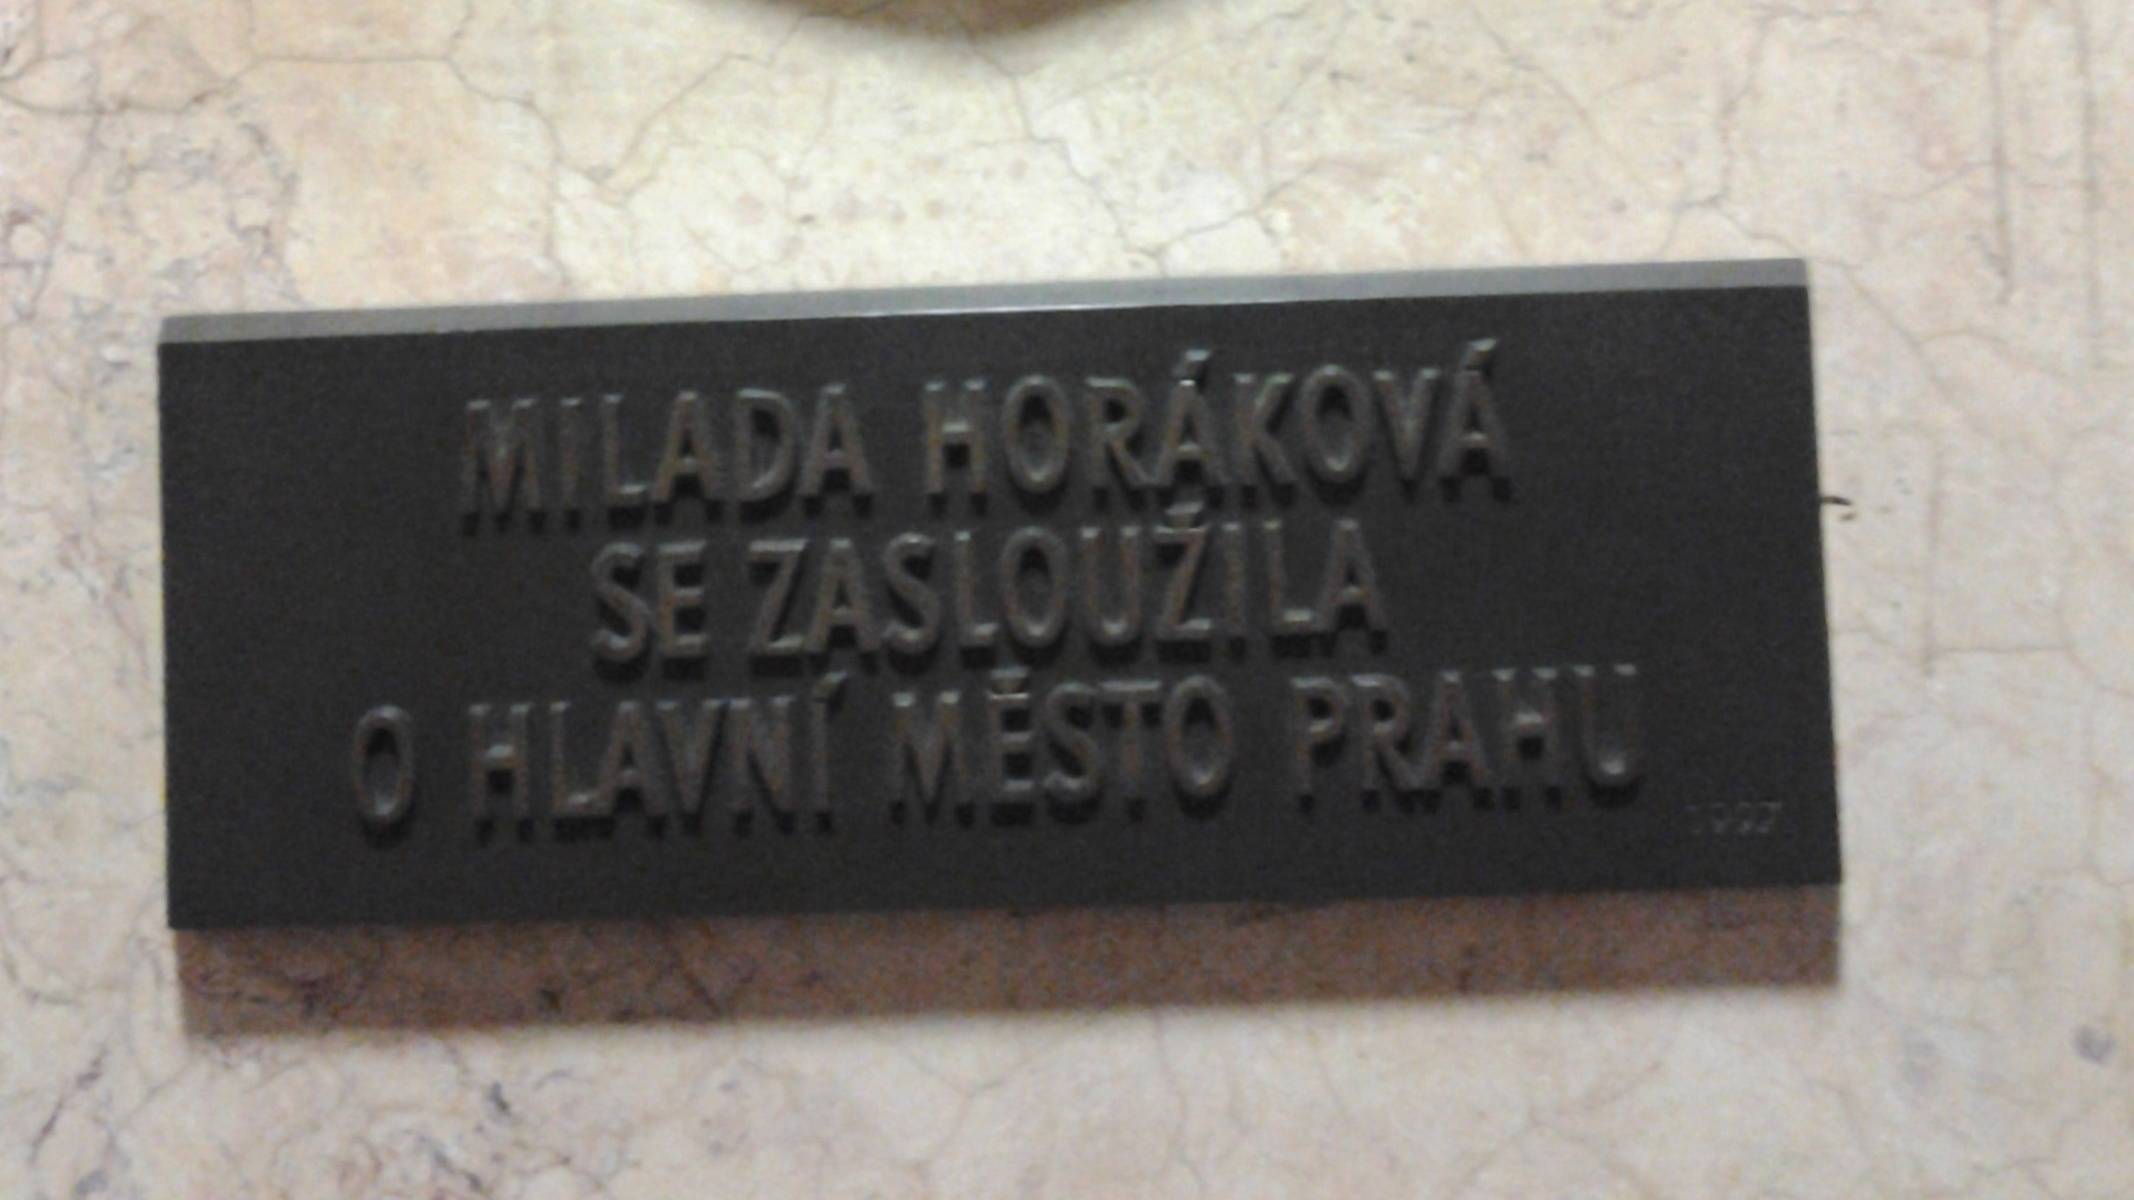 MILADA HORÁKOVÁ
SE ZASLOUŽILA
O HLAVNÍ MĚSTO PRAHU